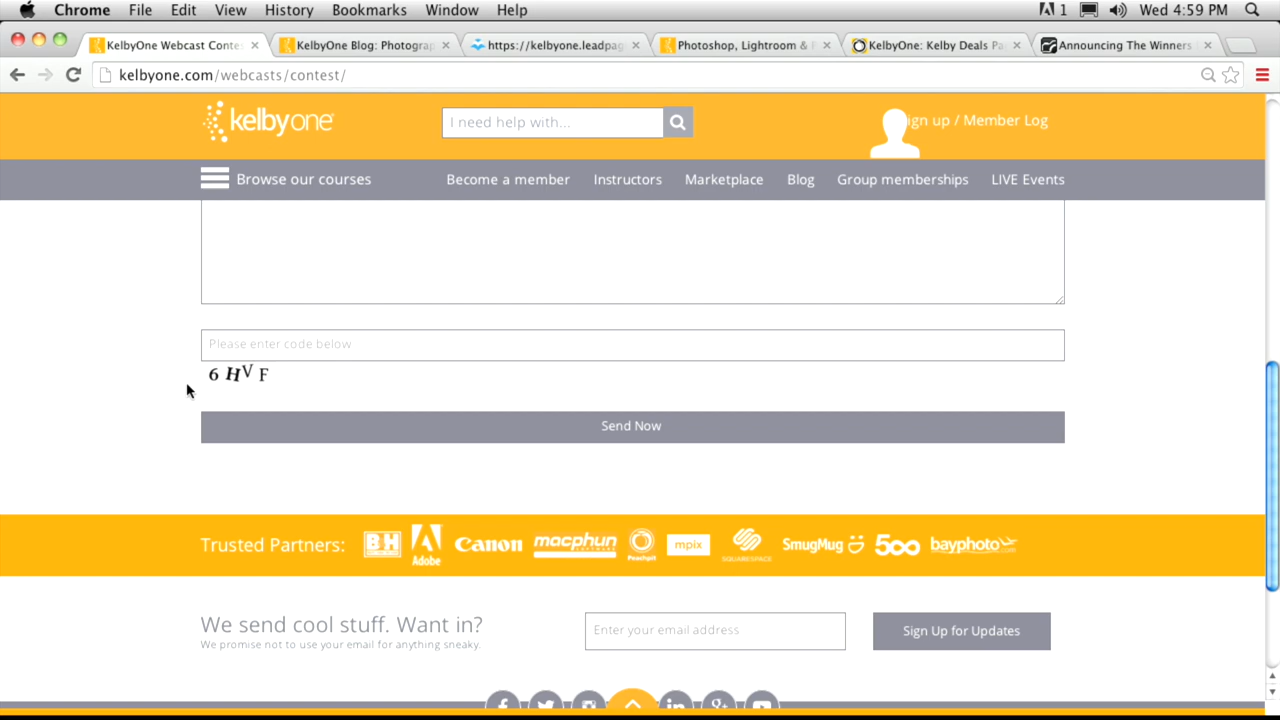 Chrome File Edit View History Bookmarks Window Help 1 Wed 4:59 PM
KelbyOne Webcast Conte KelbyOne Blog: Photograp https://kelbyone.leadpag Photoshop, Lightroom & KelbyOne: Kelby Deals Pa Announcing The Winners
kelbyone.com/webcasts/contest/
kelbyone I need help with... ign up / Member Log
Browse our courses Become a member Instructors Marketplace Blog Group memberships LIVE Events
Please enter code below
6 H V F
Send Now
Trusted Partners: BH Adobe Canon macphun SOFTWARE Peachpit mpix SQUARESPACE SmugMug 500 bayphoto
We send cool stuff. Want in? Enter your email address Sign Up for Updates
We promise not to use your email for anything sneaky.